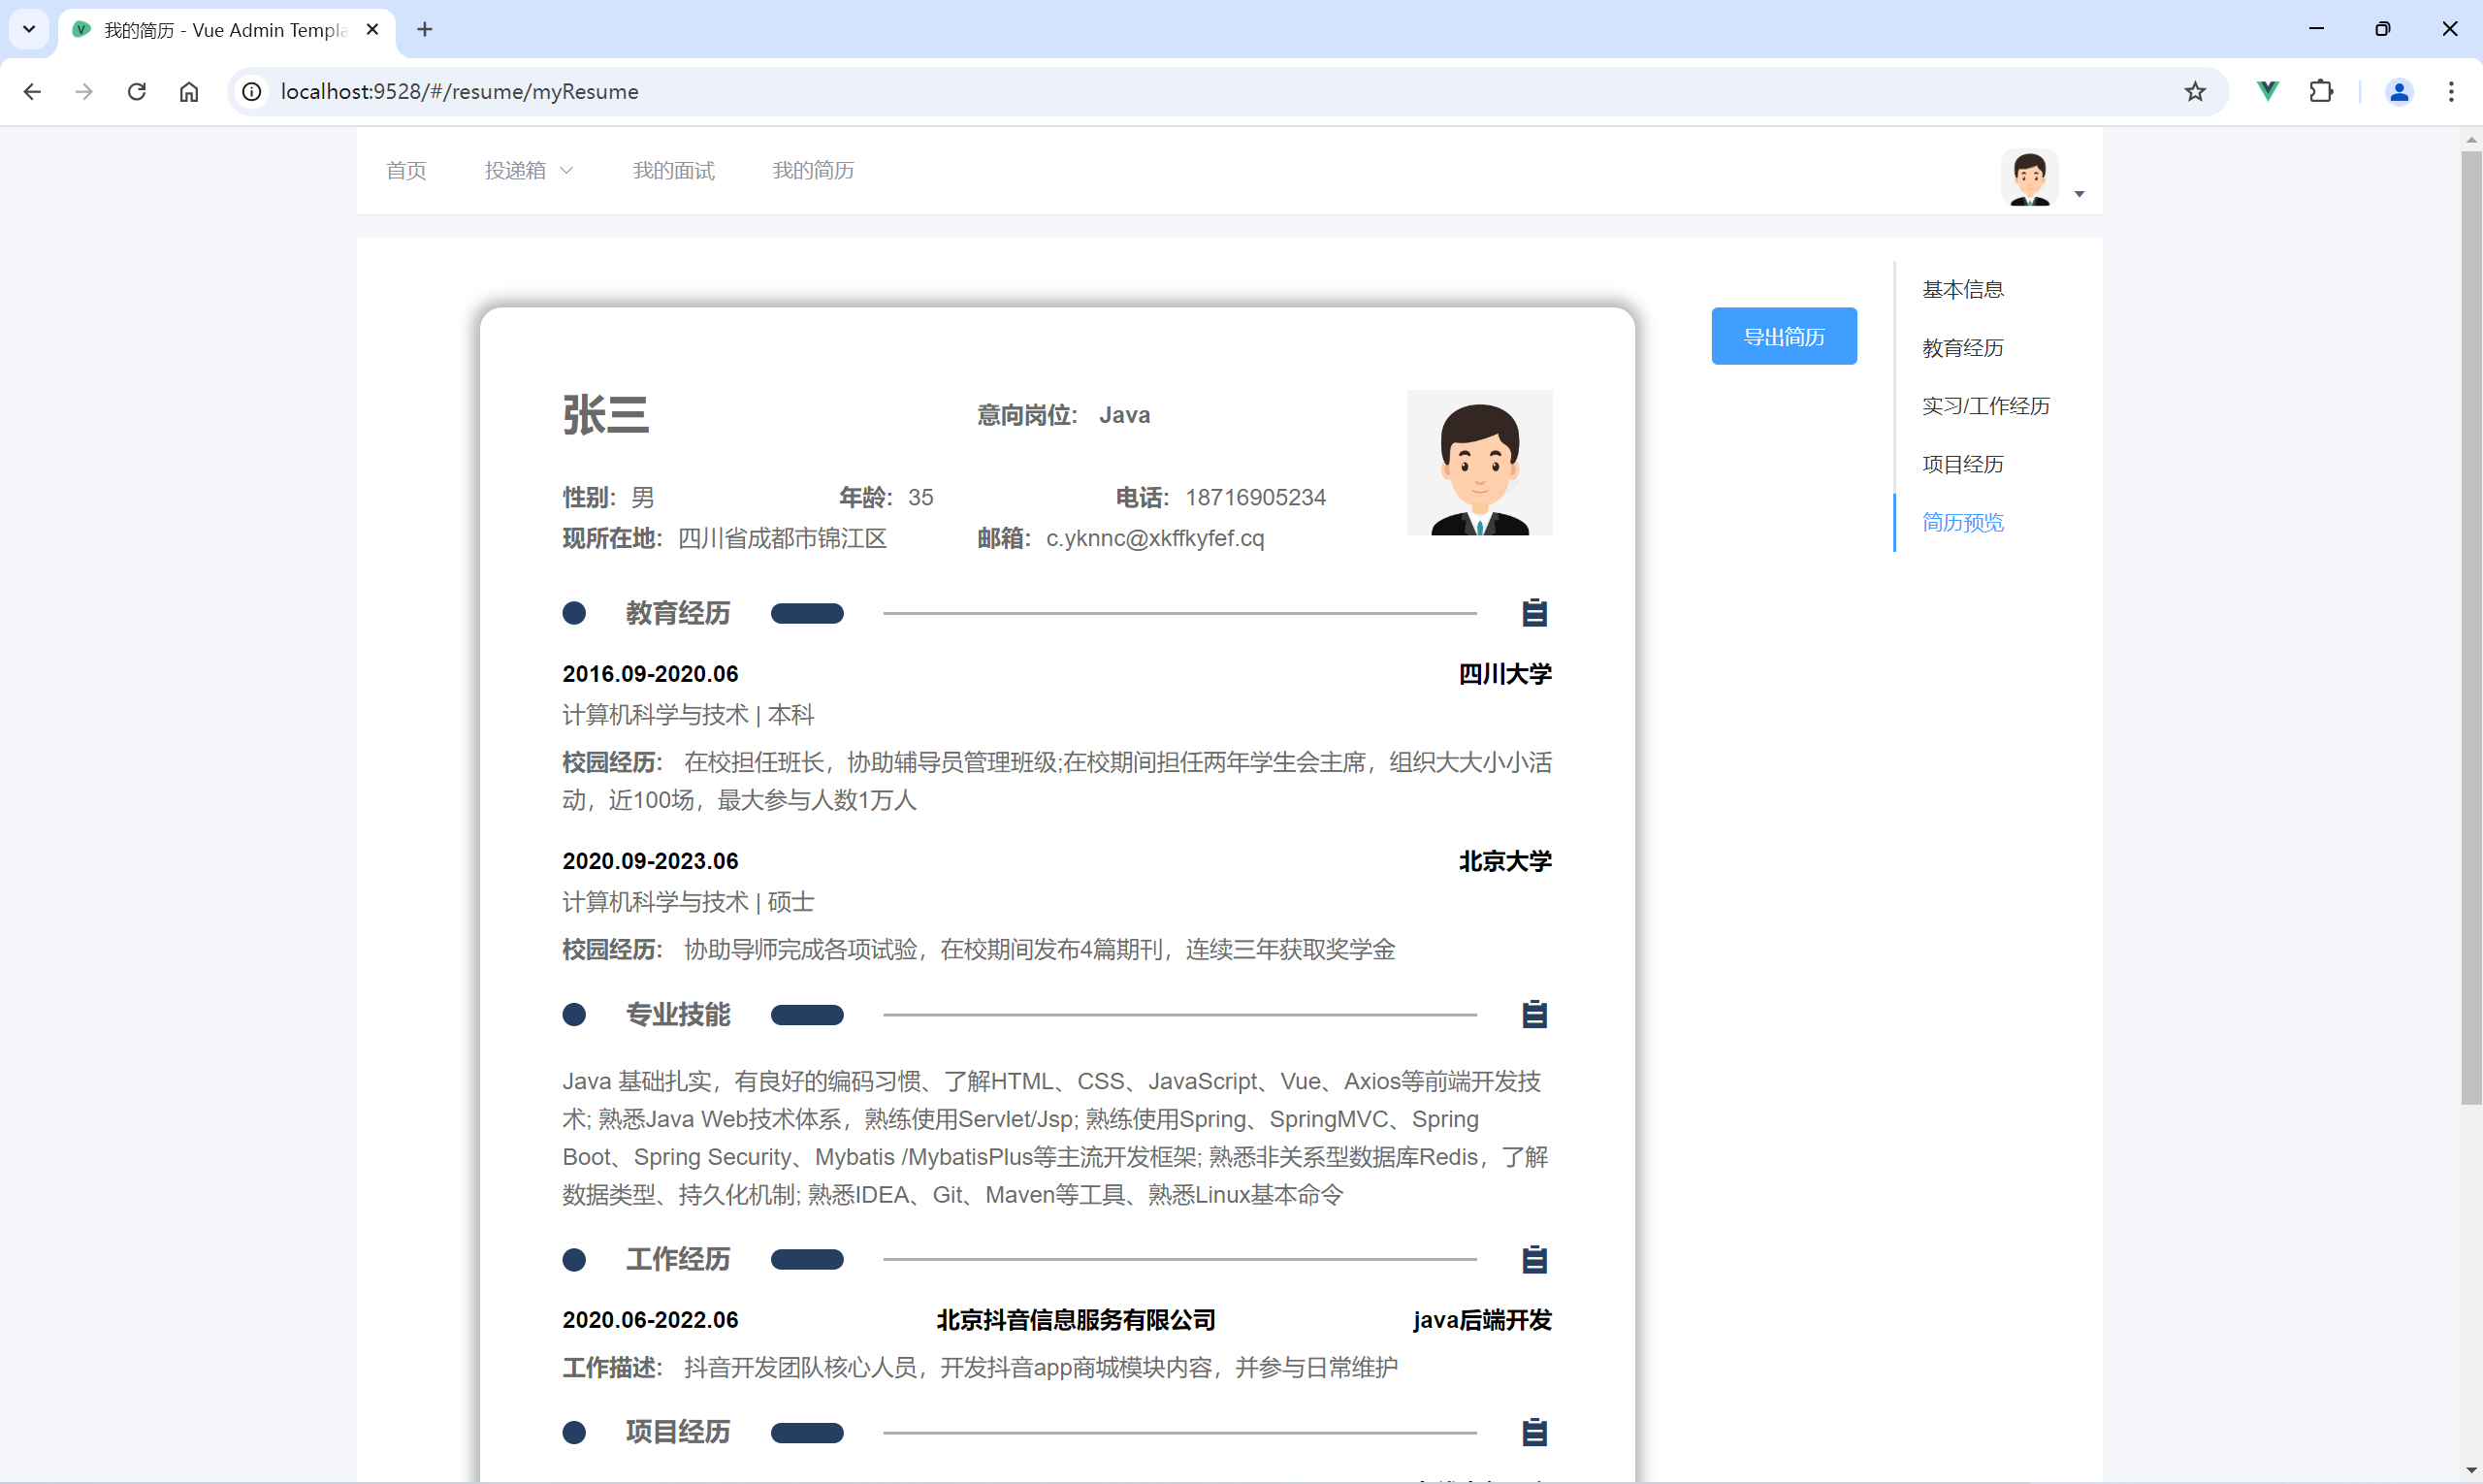 我的简历 - Vue Admin Templa
localhost:9528/#/resume/myResume
首页 投递箱 我的面试 我的简历
导出简历
基本信息
教育经历
实习/工作经历
项目经历
简历预览
张三 意向岗位: Java
性别: 男 年龄: 35 电话: 18716905234
现所在地: 四川省成都市锦江区 邮箱: c.yknnc@xkffkyfef.cq
教育经历
2016.09-2020.06 四川大学
计算机科学与技术 | 本科
校园经历: 在校担任班长，协助辅导员管理班级;在校期间担任两年学生会主席，组织大大小小活
动，近100场，最大参与人数1万人
2020.09-2023.06 北京大学
计算机科学与技术 | 硕士
校园经历: 协助导师完成各项试验，在校期间发布4篇期刊，连续三年获取奖学金
专业技能
Java 基础扎实，有良好的编码习惯、了解HTML、CSS、JavaScript、Vue、Axios等前端开发技
术; 熟悉Java Web技术体系，熟练使用Servlet/Jsp; 熟练使用Spring、SpringMVC、Spring
Boot、Spring Security、Mybatis /MybatisPlus等主流开发框架; 熟悉非关系型数据库Redis，了解
数据类型、持久化机制; 熟悉IDEA、Git、Maven等工具、熟悉Linux基本命令
工作经历
2020.06-2022.06 北京抖音信息服务有限公司 java后端开发
工作描述: 抖音开发团队核心人员，开发抖音app商城模块内容，并参与日常维护
项目经历